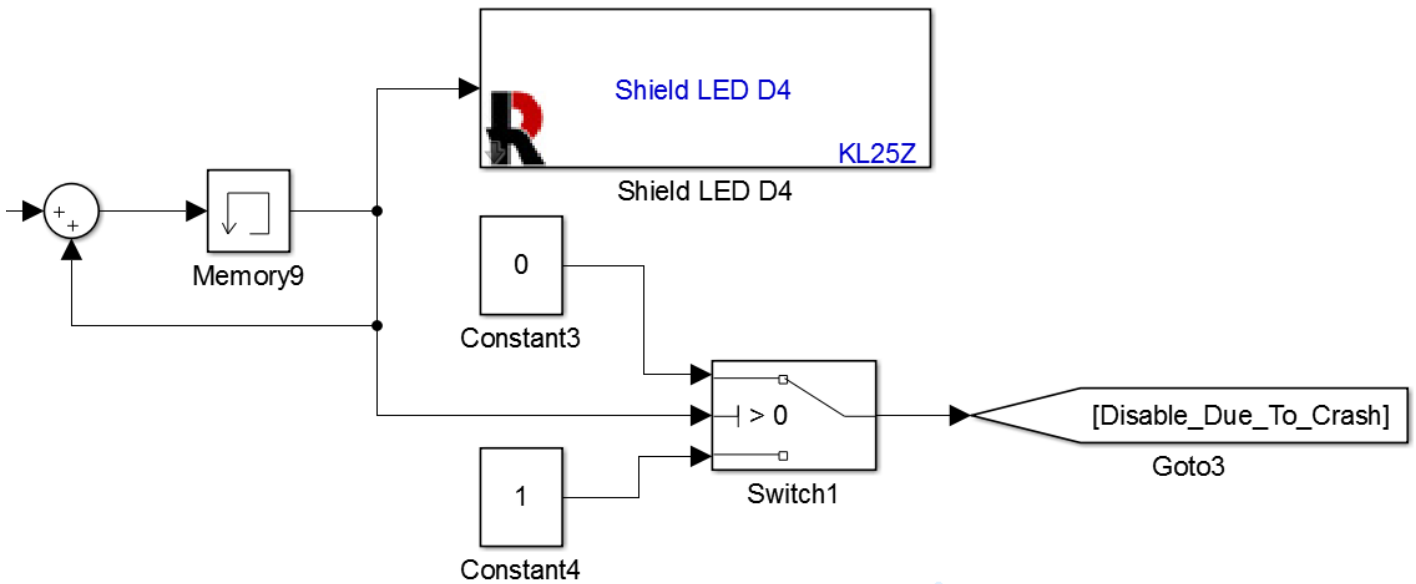 Shield LED D4
KL25Z
Shield LED D4
+
+
Memory9
0
Constant3
> 0
Switch1
[Disable_Due_To_Crash]
Goto3
1
Constant4